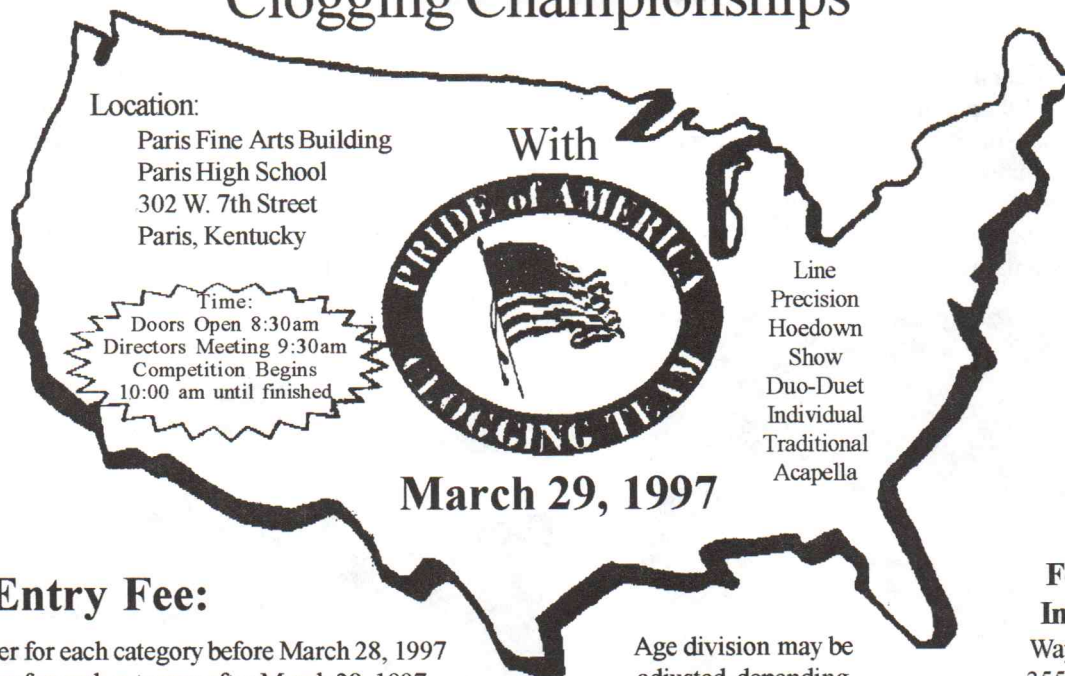 Clogging Championships
Location:
Paris Fine Arts Building
Paris High School
302 W. 7th Street
Paris, Kentucky
With
PRIDE of AMERICA
CLOGGING TEAM
Time:
Doors Open 8:30am
Directors Meeting 9:30am
Competition Begins
10:00 am until finished
Line
Precision
Hoedown
Show
Duo-Duet
Individual
Traditional
Acapella
March 29, 1997
Entry Fee:
for each category before March 28, 1997
Age division may be
adjusted depending